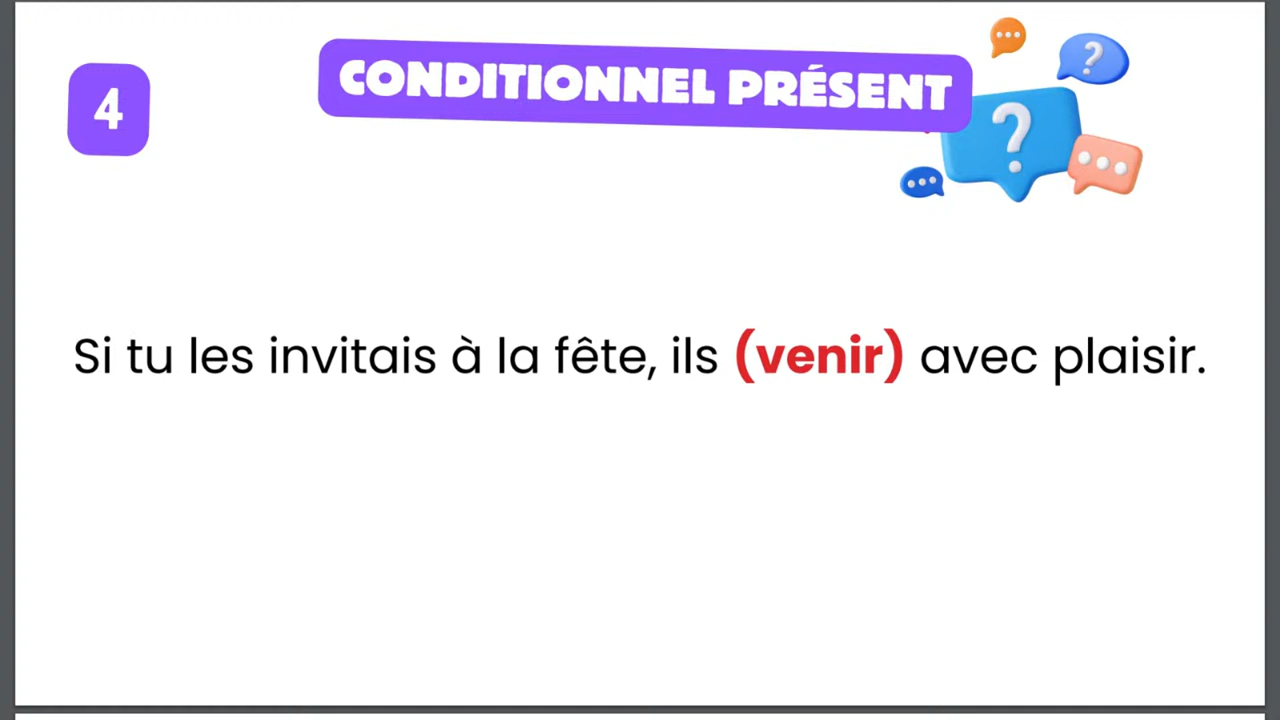 4
CONDITIONNEL PRÉSENT
?
?
Si tu les invitais à la fête, ils (venir) avec plaisir.